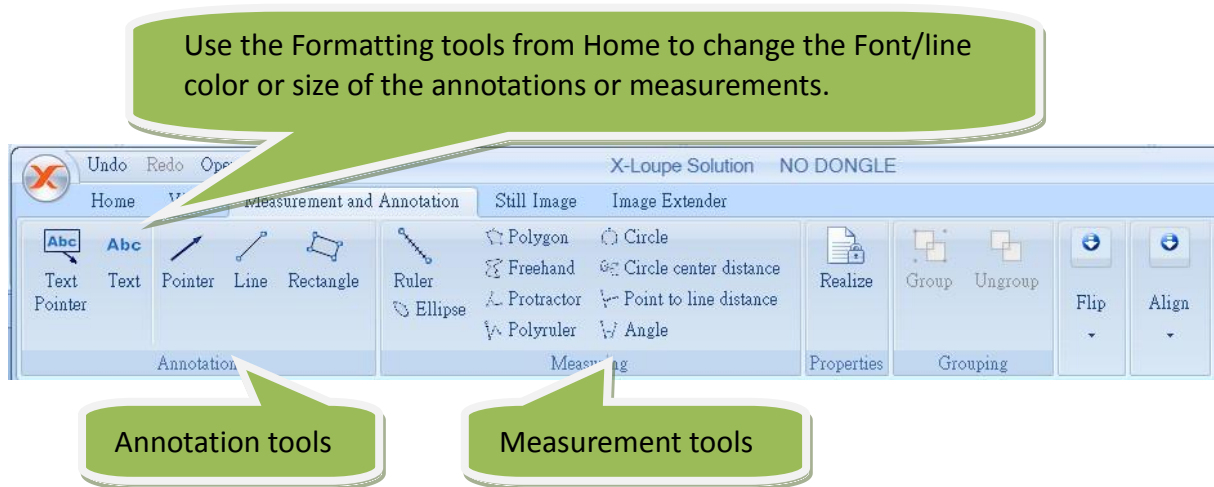 Use the Formatting tools from Home to change the Font/line
color or size of the annotations or measurements.
Undo Redo
X-Loupe Solution NO DONGLE
Home Measurement and Annotation Still Image Image Extender
Abc
Text
Pointer
Abc
Text
Pointer
Line
Rectangle
Annotation
Ruler
Ellipse
Polygon
Freehand
Protractor
Polyruler
Circle
Circle center distance
Point to line distance
Angle
Realize
Properties
Group
Ungroup
Grouping
Flip
Align
Annotation tools
Measurement tools